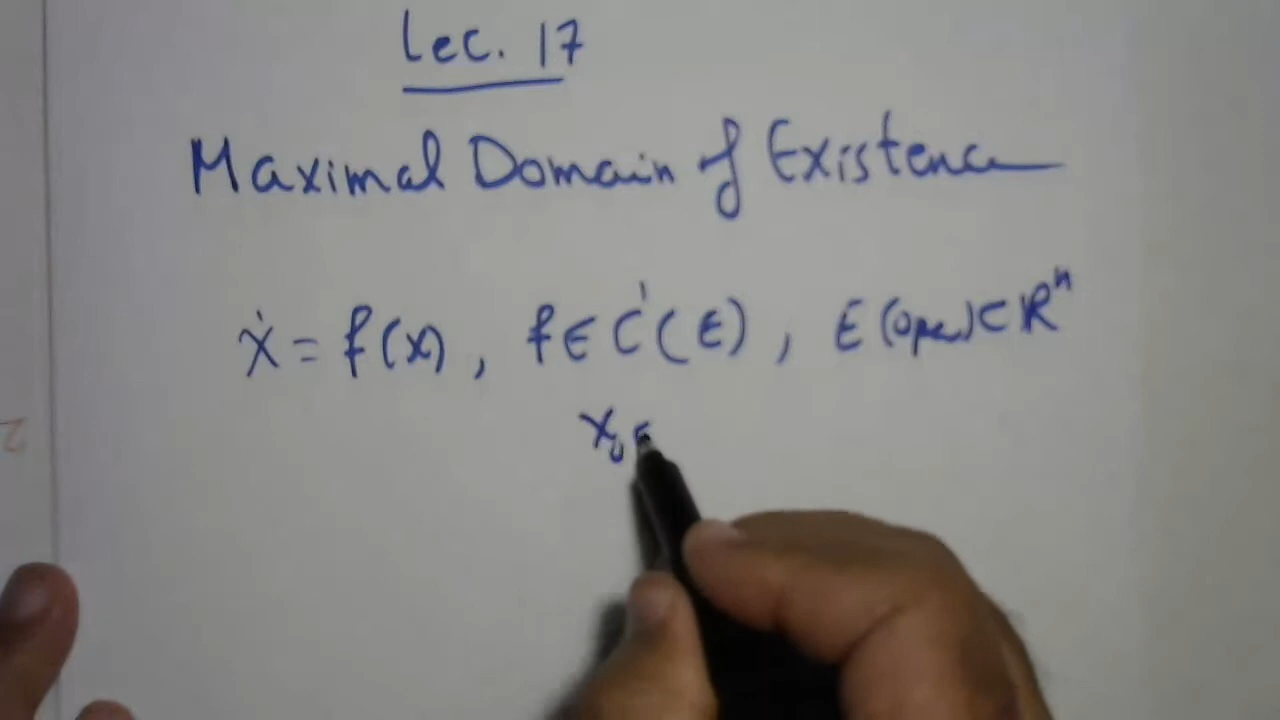 Lec. 17
Maximal Domain of Existence
ẋ = f(x), f ∈ C¹(E), E (open) ⊂ ℝⁿ
x₀ ∈